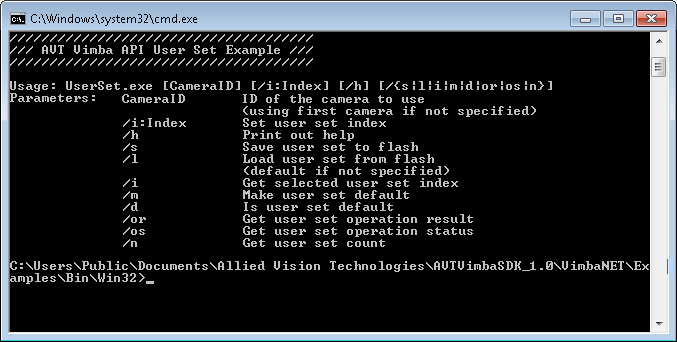 C:\Windows\system32\cmd.exe
//////////////////////////////////////
/// AVT Vimba API User Set Example ///
//////////////////////////////////////
Usage: UserSet.exe [CameraID] [/i:Index] [/h] [/{s|l|i|m|d|or|os|n}]
Parameters: CameraID ID of the camera to use
(using first camera if not specified)
/i:Index Set user set index
/h Print out help
/s Save user set to flash
/l Load user set from flash
(default if not specified)
/i Get selected user set index
/m Make user set default
/d Is user set default
/or Get user set operation result
/os Get user set operation status
/n Get user set count
C:\Users\Public\Documents\Allied Vision Technologies\AVTVimbaSDK_1.0\VimbaNET\Ex
amples\Bin\Win32>_